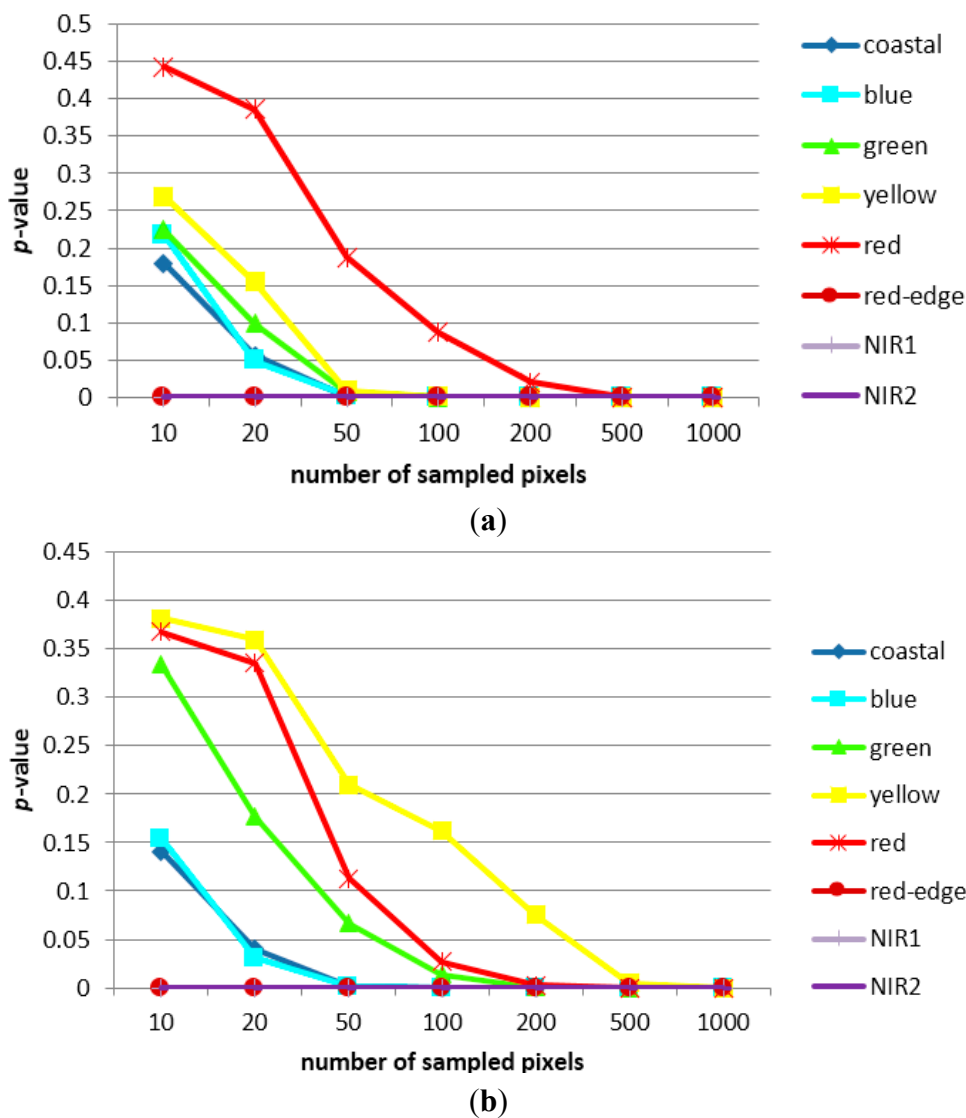 0.5
0.45
0.4
0.35
0.3
0.25
0.2
0.15
0.1
0.05
0
p-value
10 20 50 100 200 500 1000
number of sampled pixels
coastal
blue
green
yellow
red
red-edge
NIR1
NIR2
(a)
0.45
0.4
0.35
0.3
0.25
0.2
0.15
0.1
0.05
0
p-value
10 20 50 100 200 500 1000
number of sampled pixels
coastal
blue
green
yellow
red
red-edge
NIR1
NIR2
(b)